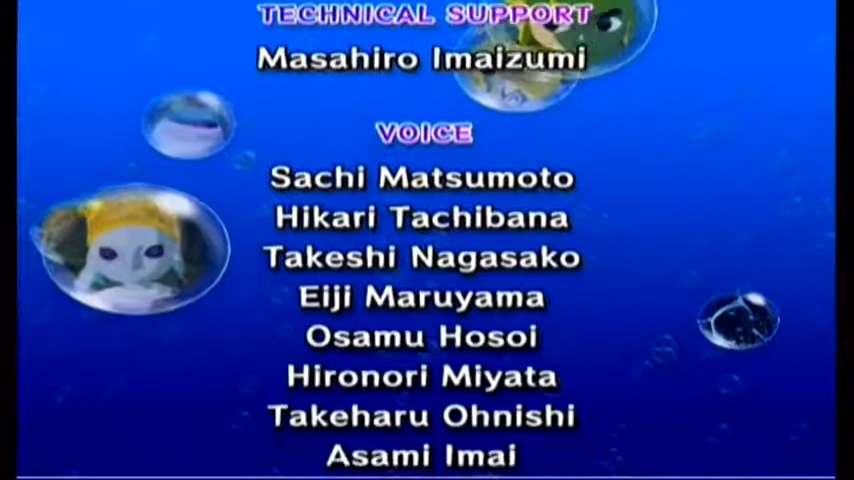 TECHNICAL SUPPORT
Masahiro Imaizumi
VOICE
Sachi Matsumoto
Hikari Tachibana
Takeshi Nagasako
Eiji Maruyama
Osamu Hosoi
Hironori Miyata
Takeharu Ohnishi
Asami Imai